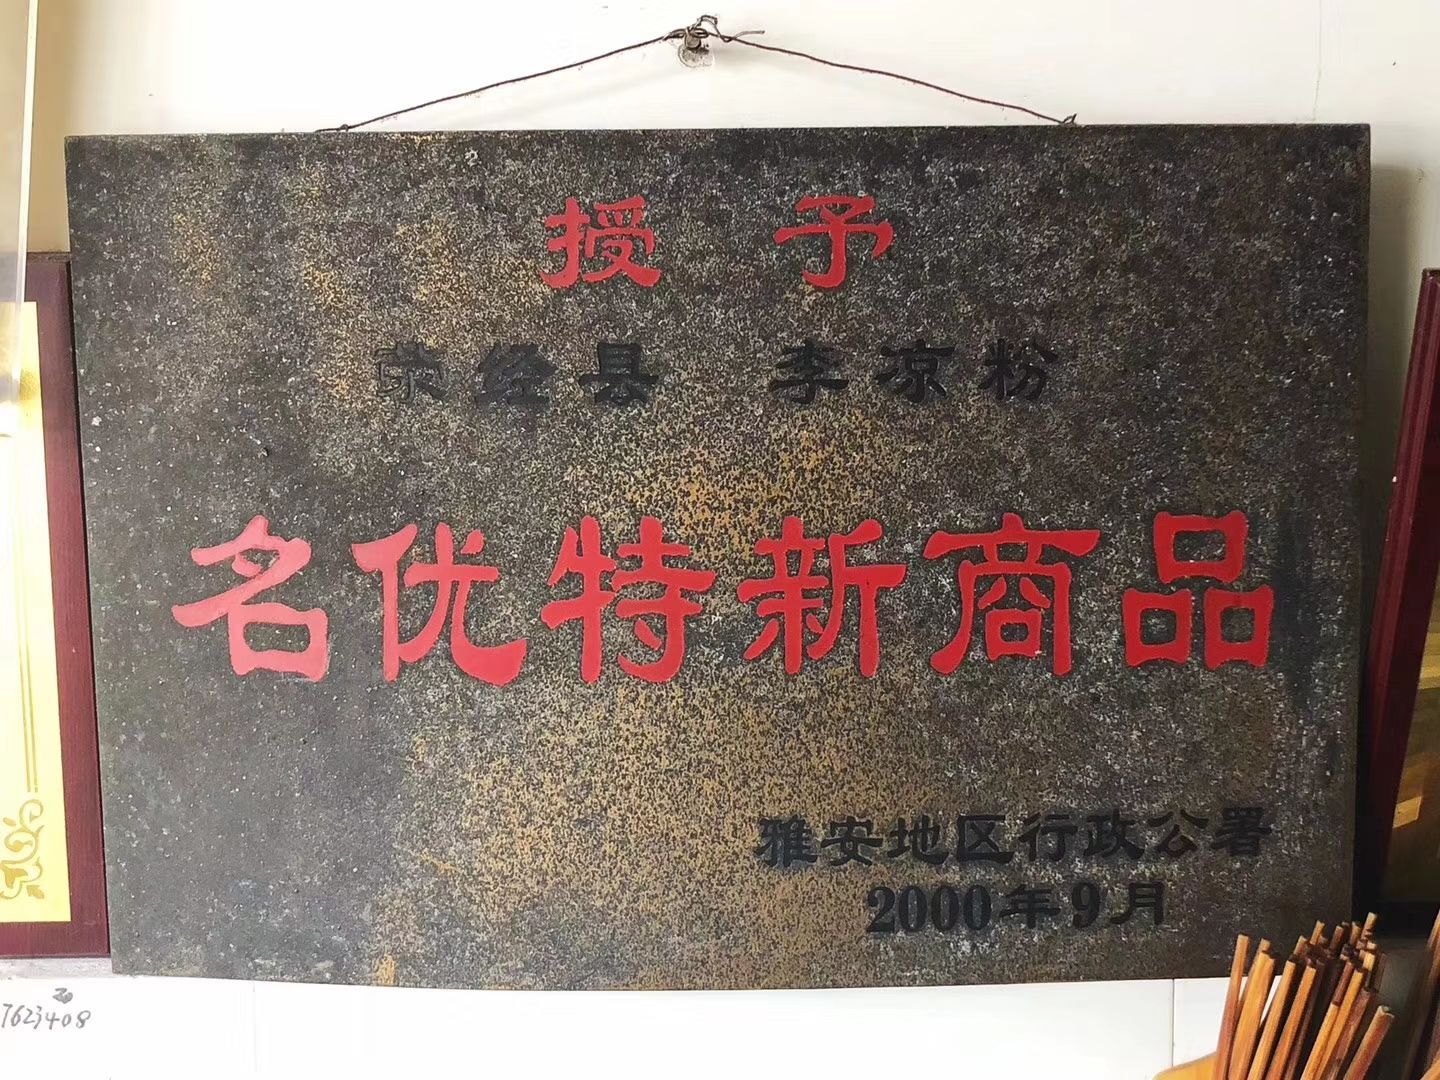 授予
荥经县 李凉粉
名优特新商品
雅安地区行政公署
2000年9月
7623408